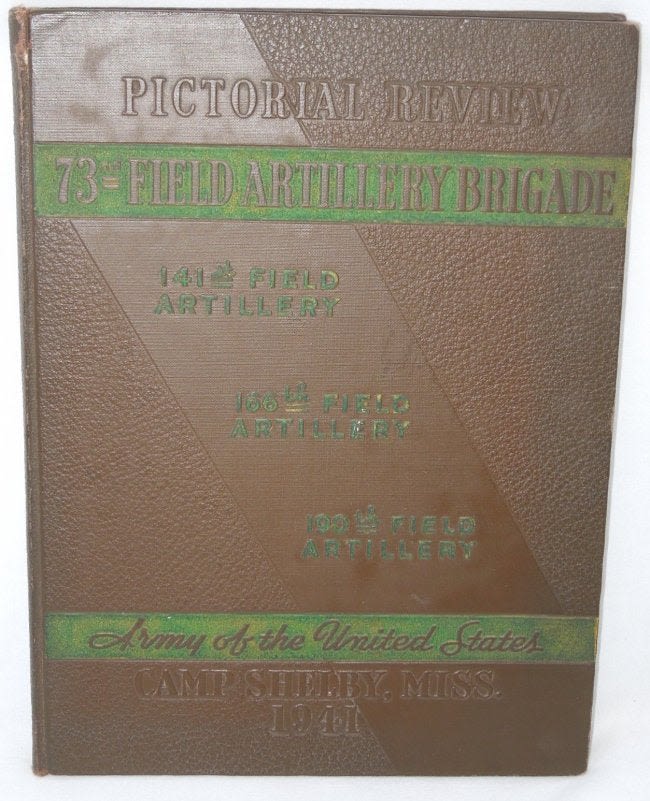 PICTORIAL REVIEW
73rd FIELD ARTILLERY BRIGADE
141st FIELD
ARTILLERY
166th FIELD
ARTILLERY
190th FIELD
ARTILLERY
Army of the United States
CAMP SHELBY, MISS.
1941